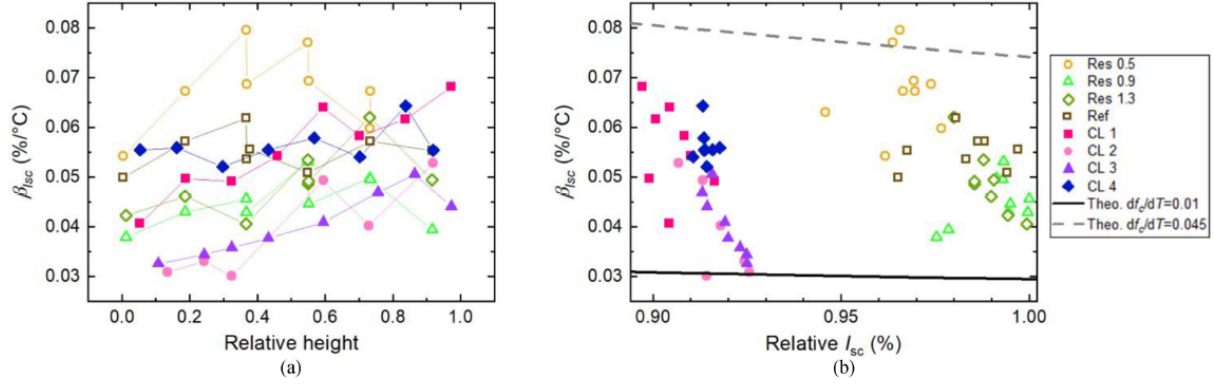 0.08
0.07
0.06
0.05
0.04
0.03
βIsc (%/°C)
0.0 0.2 0.4 0.6 0.8 1.0
Relative height
(a)
0.08
0.07
0.06
0.05
0.04
0.03
βIsc (%/°C)
0.90 0.95 1.00
Relative Isc (%)
(b)
Res 0.5
Res 0.9
Res 1.3
Ref
CL 1
CL 2
CL 3
CL 4
Theo. dfc/dT=0.01
Theo. dfc/dT=0.045